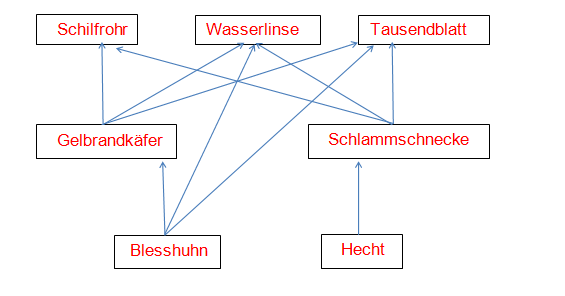 Schilfrohr
Wasserlinse
Tausendblatt
Gelbrandkäfer
Schlammschnecke
Blesshuhn
Hecht